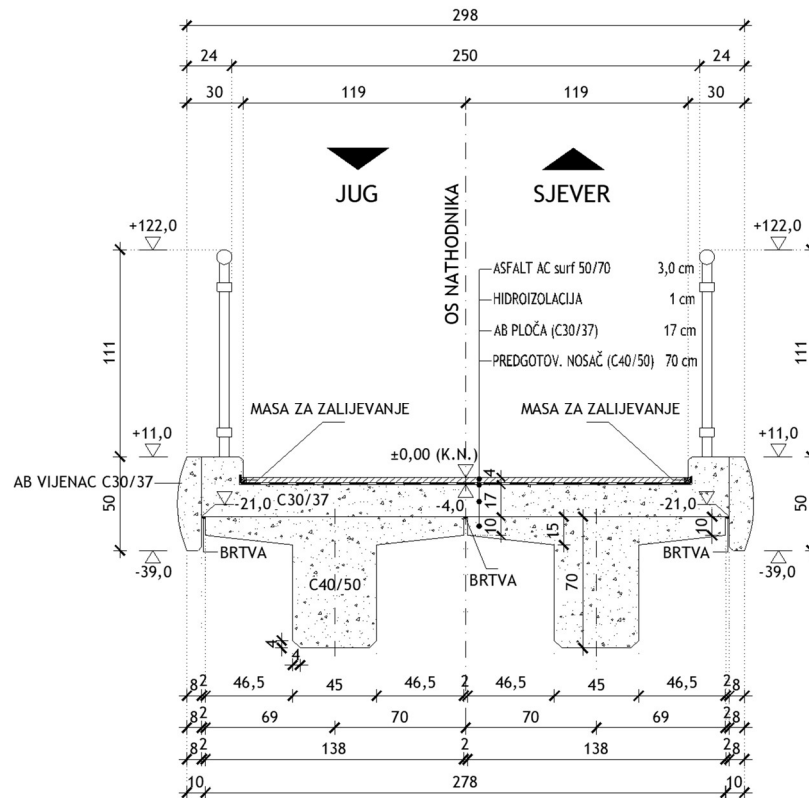 298
24 250 24
30 119 119 30
JUG SJEVER
OS NATHODNIKA
+122,0 +122,0
ASFALT AC surf 50/70 3,0 cm
HIDROIZOLACIJA 1 cm
AB PLOČA (C30/37) 17 cm
PREDGOTOV. NOSAČ (C40/50) 70 cm
111 111
MASA ZA ZALIJEVANJE MASA ZA ZALIJEVANJE
+11,0 +11,0
±0,00 (K.N.)
AB VIJENAC C30/37
4
-21,0 C30/37 -4,0 17 -21,0
50 50
10 15 10
BRTVA BRTVA BRTVA
-39,0 -39,0
C40/50 70
4
4
8 2 46,5 45 46,5 2 46,5 45 46,5 2 8
8 2 69 70 70 69 2 8
8 2 138 2 138 2 8
10 278 10